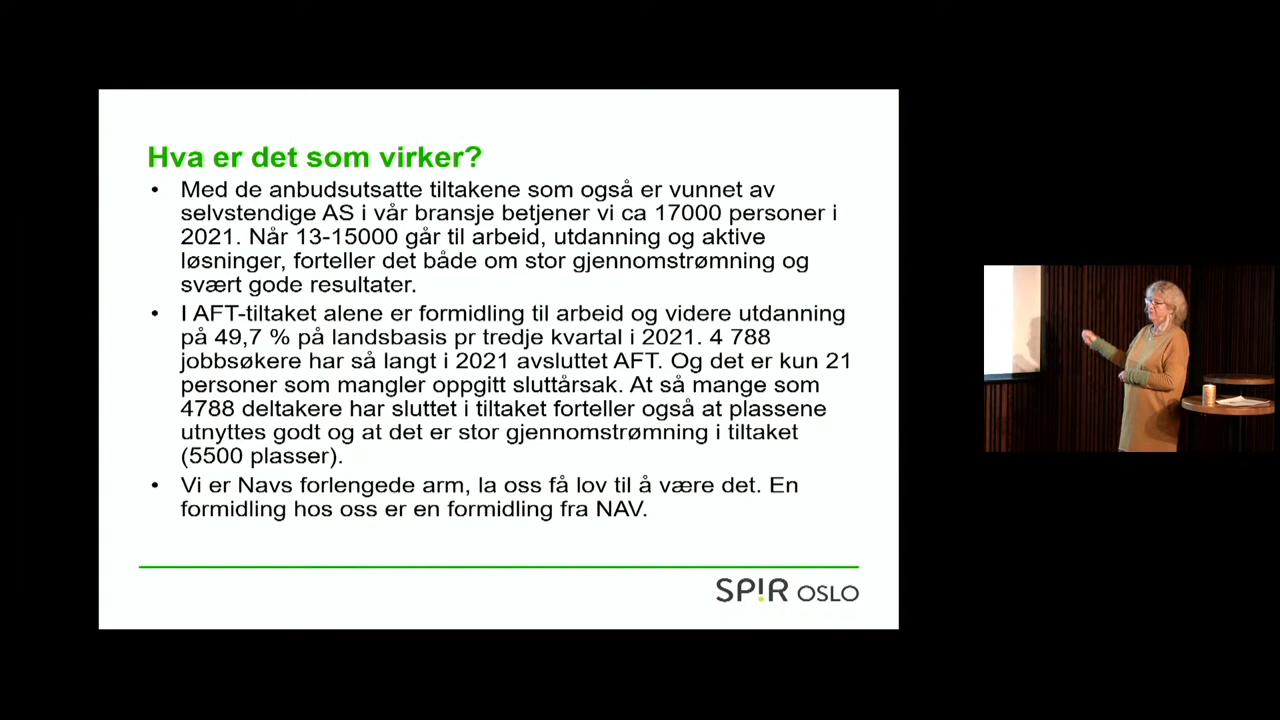 Hva er det som virker?
• Med de anbudsutsatte tiltakene som også er vunnet av
selvstendige AS i vår bransje betjener vi ca 17000 personer i
2021. Når 13-15000 går til arbeid, utdanning og aktive
løsninger, forteller det både om stor gjennomstrømning og
svært gode resultater.
• I AFT-tiltaket alene er formidling til arbeid og videre utdanning
på 49,7 % på landsbasis pr tredje kvartal i 2021. 4 788
jobbsøkere har så langt i 2021 avsluttet AFT. Og det er kun 21
personer som mangler oppgitt sluttårsak. At så mange som
4788 deltakere har sluttet i tiltaket forteller også at plassene
utnyttes godt og at det er stor gjennomstrømning i tiltaket
(5500 plasser).
• Vi er Navs forlengede arm, la oss få lov til å være det. En
formidling hos oss er en formidling fra NAV.
SP!R OSLO